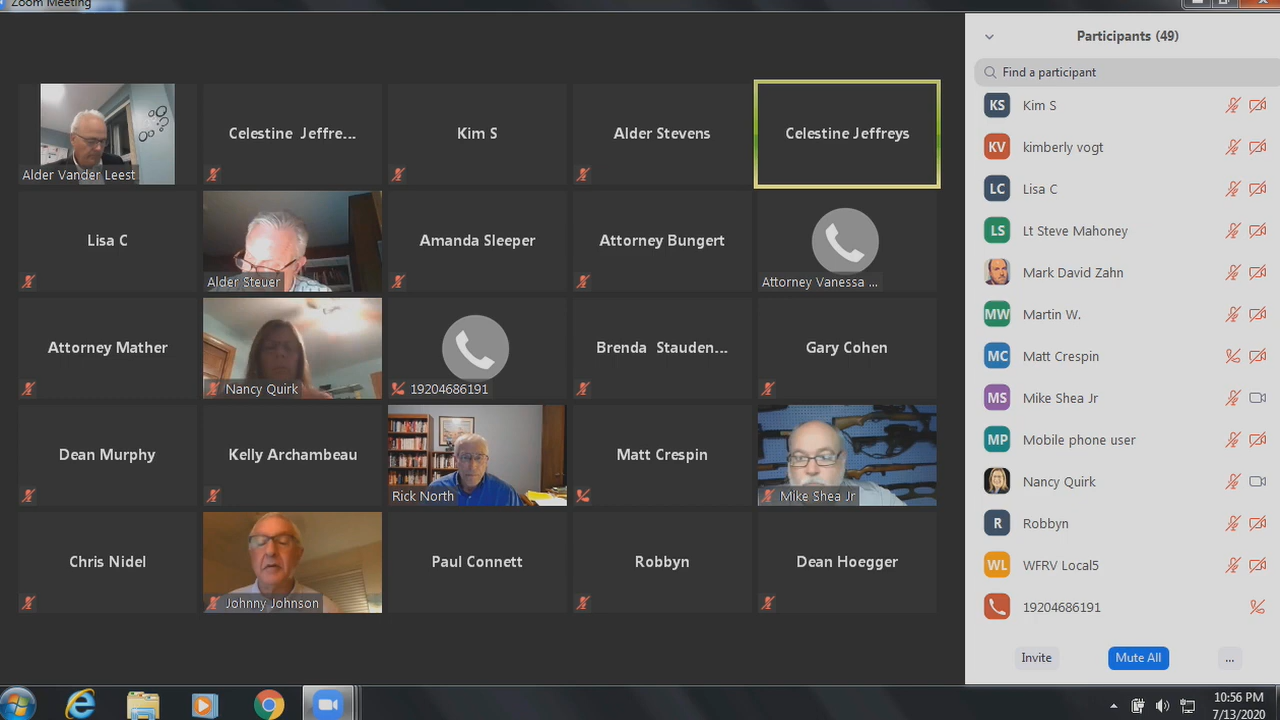 Zoom Meeting
Alder Vander Leest
Celestine Jeffre...
Kim S
Alder Stevens
Celestine Jeffreys
Lisa C
Alder Steuer
Amanda Sleeper
Attorney Bungert
Attorney Vanessa ...
Attorney Mather
Nancy Quirk
19204686191
Brenda Stauden...
Gary Cohen
Dean Murphy
Kelly Archambeau
Rick North
Matt Crespin
Mike Shea Jr
Chris Nidel
Johnny Johnson
Paul Connett
Robbyn
Dean Hoegger
Participants (49)
Find a participant
KS Kim S
KV kimberly vogt
LC Lisa C
LS Lt Steve Mahoney
Mark David Zahn
MW Martin W.
MC Matt Crespin
MS Mike Shea Jr
MP Mobile phone user
Nancy Quirk
R Robbyn
WL WFRV Local5
19204686191
Invite Mute All ...
10:56 PM
7/13/2020